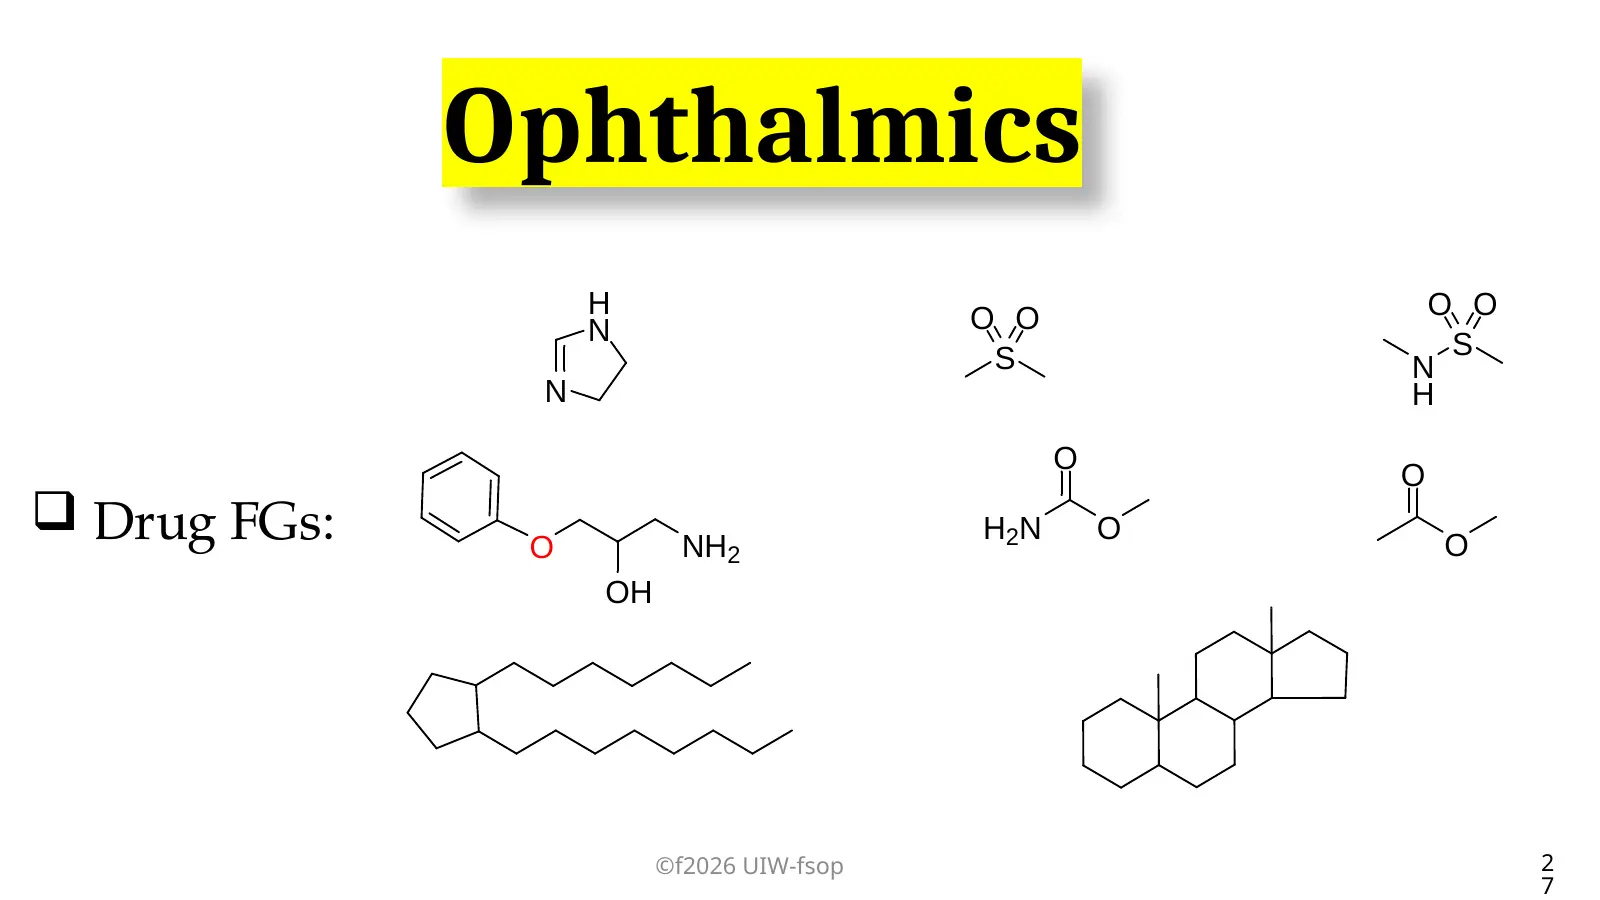 Ophthalmics
H
N
N
O O
S
O O
S
N
H
❑ Drug FGs:
O
NH2
OH
O
H2N
O
O
O
©f2026 UIW-fsop
2
7